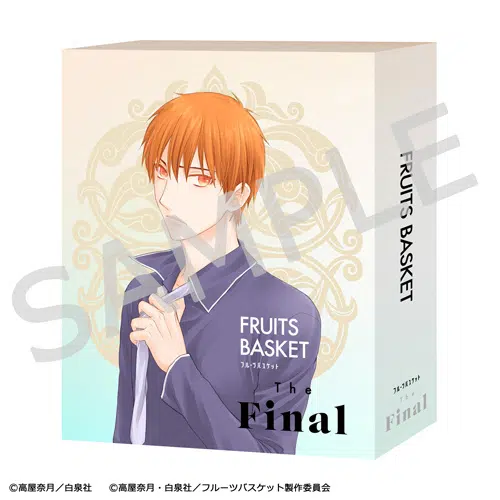 SAMPLE
FRUITS
BASKET
フルーツバスケット
The
Final
FRUITS BASKET
フルーツバスケット
The
Final
©高屋奈月／白泉社　©高屋奈月・白泉社／フルーツバスケット製作委員会